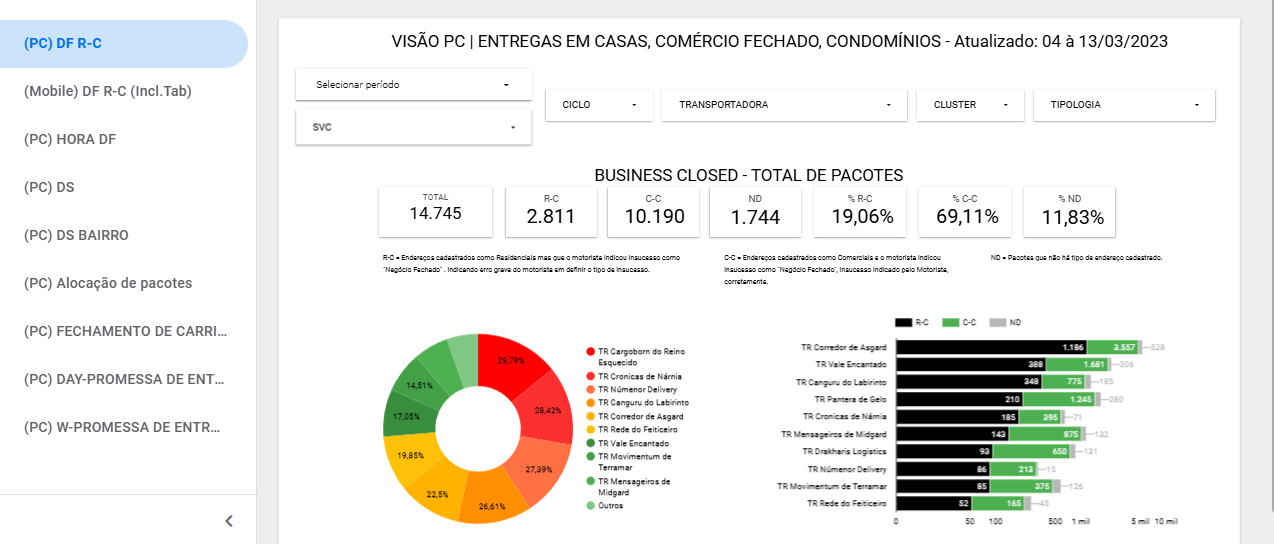 (PC) DF R-C
(Mobile) DF R-C (Incl.Tab)
(PC) HORA DF
(PC) DS
(PC) DS BAIRRO
(PC) Alocação de pacotes
(PC) FECHAMENTO DE CARRI…
(PC) DAY-PROMESSA DE ENT…
(PC) W-PROMESSA DE ENTR…
VISÃO PC | ENTREGAS EM CASAS, COMÉRCIO FECHADO, CONDOMÍNIOS - Atualizado: 04 à 13/03/2023
Selecionar período
SVC
CICLO
TRANSPORTADORA
CLUSTER
TIPOLOGIA
BUSINESS CLOSED - TOTAL DE PACOTES
TOTAL
14.745
R-C
2.811
C-C
10.190
ND
1.744
% R-C
19,06%
% C-C
69,11%
% ND
11,83%
R-C = Endereços cadastrados como Residenciais mas que o motorista indicou insucesso como
"Negócio Fechado" . Indicando erro grave do motorista em definir o tipo de insucesso.
C-C = Endereços cadastrados como Comerciais e o motorista indicou
insucesso como "Negócio Fechado", insucesso indicado pelo Motorista,
corretamente.
ND = Pacotes que não há tipo de endereço cadastrado.
29,79%
28,42%
27,39%
26,61%
22,5%
19,85%
17,05%
14,51%
TR Cargoborn do Reino
Esquecido
TR Cronicas de Nárnia
TR Númenor Delivery
TR Canguru do Labirinto
TR Corredor de Asgard
TR Rede do Feiticeiro
TR Vale Encantado
TR Movimentum de
Terramar
TR Mensageiros de
Midgard
Outros
R-C C-C ND
TR Corredor de Asgard 1.186 3.557 528
TR Vale Encantado 388 1.681 206
TR Canguru do Labirinto 348 775 185
TR Pantera de Gelo 210 1.245 280
TR Cronicas de Nárnia 185 395 71
TR Mensageiros de Midgard 143 875 132
TR Drakharis Logistics 93 650 131
TR Númenor Delivery 86 213 15
TR Movimentum de Terramar 85 375 126
TR Rede do Feiticeiro 52 165 45
0 50 100 500 1 mil 5 mil 10 mil